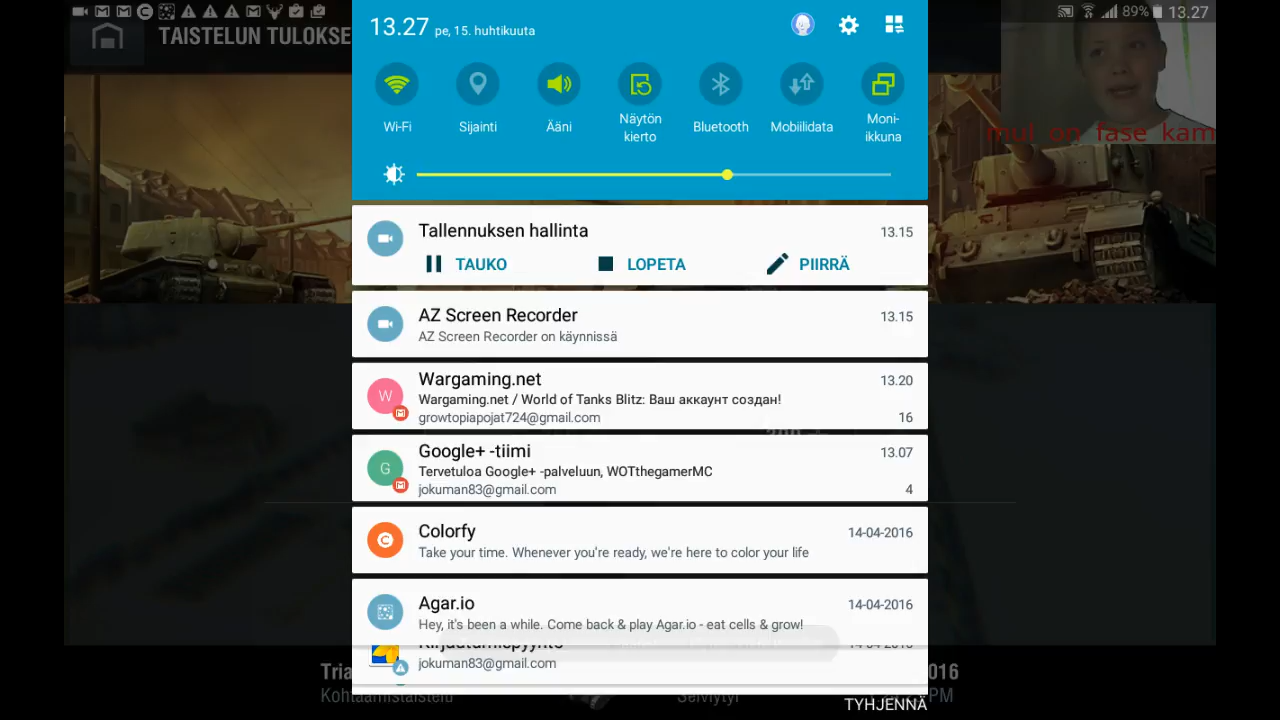 13.27 pe, 15. huhtikuuta
89% 13.27
TAISTELUN TULOKSE
Wi-Fi
Sijainti
Ääni
Näytön
kierto
Bluetooth
Mobiilidata
Moni-
ikkuna
mul on fase kam
Tallennuksen hallinta 13.15
TAUKO LOPETA PIIRRÄ
AZ Screen Recorder 13.15
AZ Screen Recorder on käynnissä
Wargaming.net 13.20
Wargaming.net / World of Tanks Blitz: Ваш аккаунт создан!
growtopiapojat724@gmail.com 16
Google+ -tiimi 13.07
Tervetuloa Google+ -palveluun, WOTthegamerMC
jokuman83@gmail.com 4
Colorfy 14-04-2016
Take your time. Whenever you're ready, we're here to color your life
Agar.io 14-04-2016
Hey, it's been a while. Come back & play Agar.io - eat cells & grow!
Kirjautumispyyntö 14-04-2016
jokuman83@gmail.com
Tria 2016
Kohtaamistaistelu Selviytyi PM
TYHJENNÄ